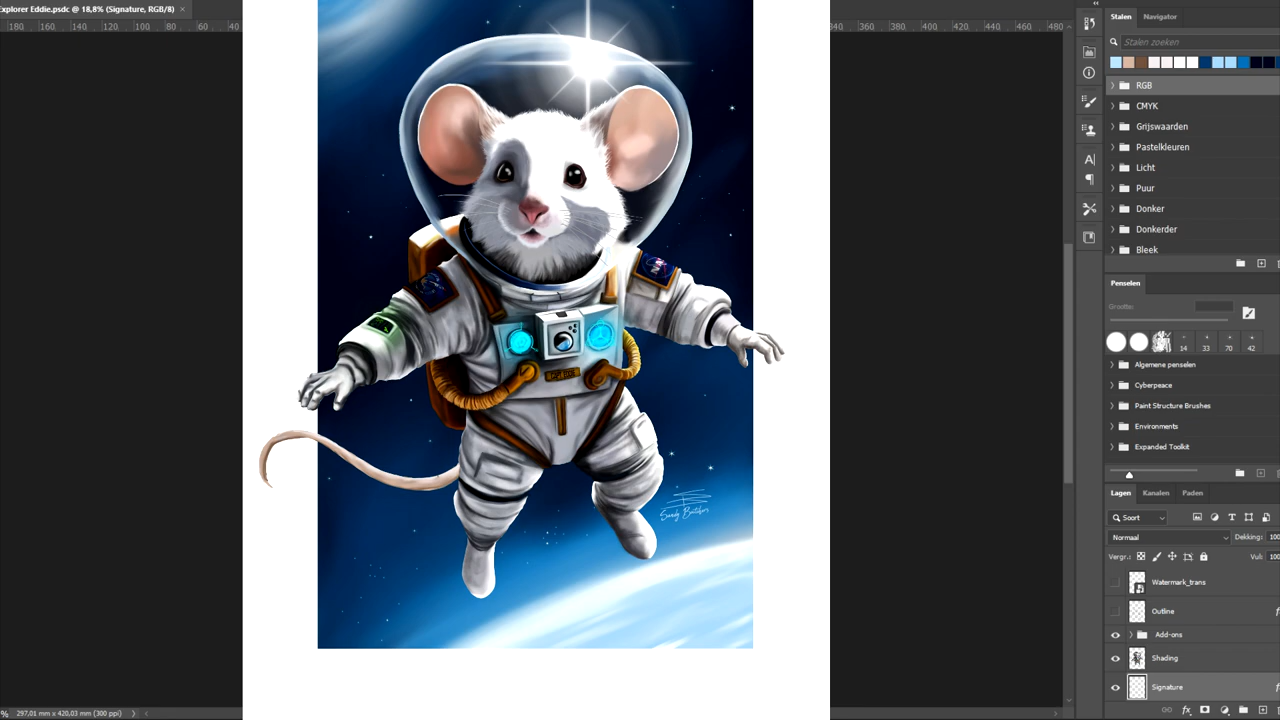 Explorer Eddie.psdc @ 18,8% (Signature, RGB/8) ×
180 160 140 120 100 80 60 40
340 360 380 400 420 440 460 480
Stalen Navigator
Stalen zoeken
RGB
CMYK
Grijswaarden
Pastelkleuren
Licht
Puur
Donker
Donkerder
Bleek
Penselen
Grootte:
14 33 70 42
Algemene penselen
Cyberpeace
Paint Structure Brushes
Environments
Expanded Toolkit
Lagen Kanalen Paden
Soort
Normaal Dekking: 100
Vergr.: Vul: 100
Watermark_trans
Outline
Add-ons
Shading
Signature
% 297,01 mm x 420,03 mm (300 ppi)